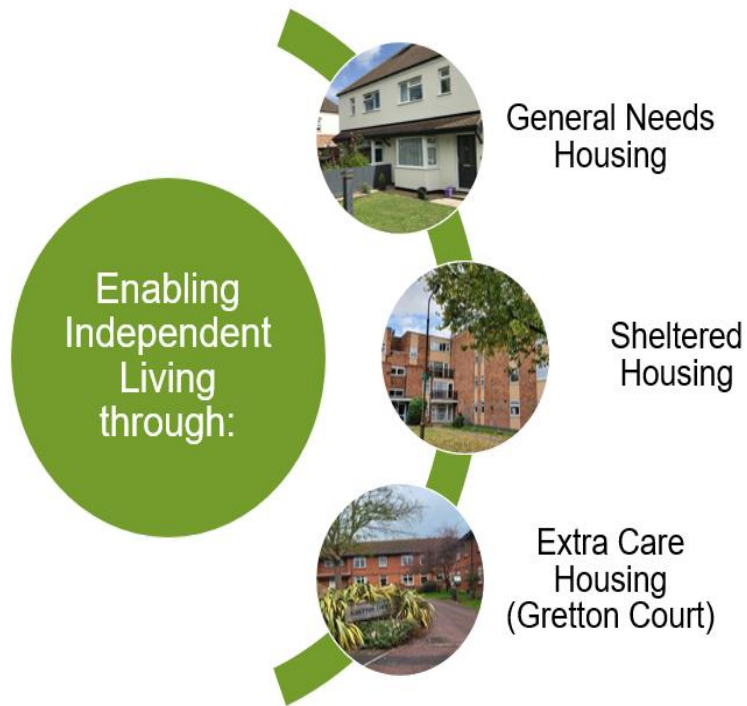 Enabling
Independent
Living
through:
General Needs
Housing
Sheltered
Housing
Extra Care
Housing
(Gretton Court)